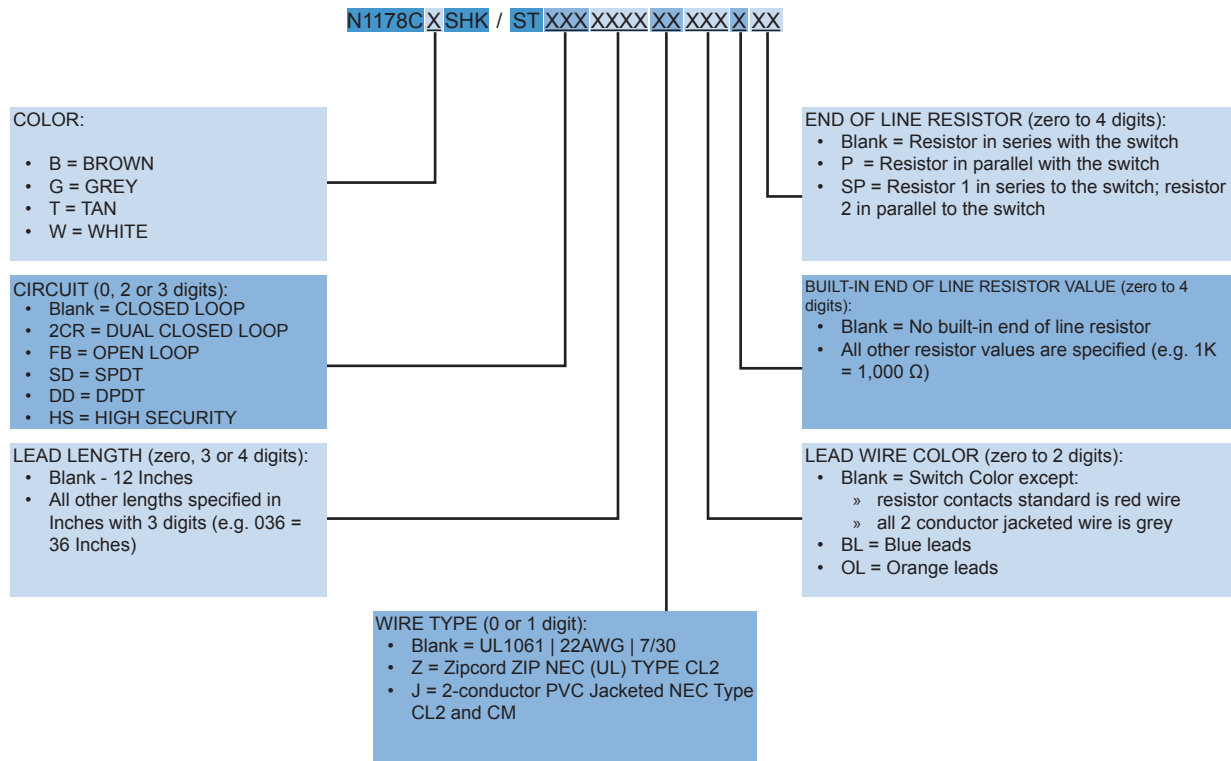 N1178C X SHK / ST XXX XXXX XX XXX X XX
COLOR:
• B = BROWN
• G = GREY
• T = TAN
• W = WHITE
CIRCUIT (0, 2 or 3 digits):
• Blank = CLOSED LOOP
• 2CR = DUAL CLOSED LOOP
• FB = OPEN LOOP
• SD = SPDT
• DD = DPDT
• HS = HIGH SECURITY
LEAD LENGTH (zero, 3 or 4 digits):
• Blank - 12 Inches
• All other lengths specified in
Inches with 3 digits (e.g. 036 =
36 Inches)
WIRE TYPE (0 or 1 digit):
• Blank = UL1061 | 22AWG | 7/30
• Z = Zipcord ZIP NEC (UL) TYPE CL2
• J = 2-conductor PVC Jacketed NEC Type
CL2 and CM
END OF LINE RESISTOR (zero to 4 digits):
• Blank = Resistor in series with the switch
• P = Resistor in parallel with the switch
• SP = Resistor 1 in series to the switch; resistor
2 in parallel to the switch
BUILT-IN END OF LINE RESISTOR VALUE (zero to 4
digits):
• Blank = No built-in end of line resistor
• All other resistor values are specified (e.g. 1K
= 1,000 Ω)
LEAD WIRE COLOR (zero to 2 digits):
• Blank = Switch Color except:
» resistor contacts standard is red wire
» all 2 conductor jacketed wire is grey
• BL = Blue leads
• OL = Orange leads